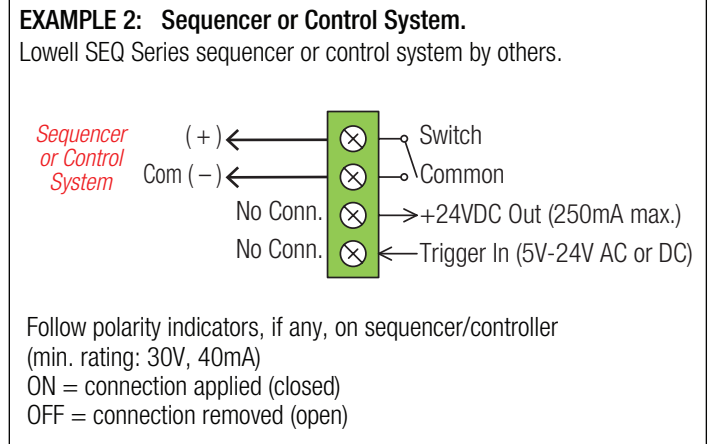 EXAMPLE 2: Sequencer or Control System.
Lowell SEQ Series sequencer or control system by others.
Sequencer
or Control
System
( + )
Com ( – )
No Conn.
No Conn.
Switch
Common
+24VDC Out (250mA max.)
Trigger In (5V-24V AC or DC)
Follow polarity indicators, if any, on sequencer/controller
(min. rating: 30V, 40mA)
ON = connection applied (closed)
OFF = connection removed (open)